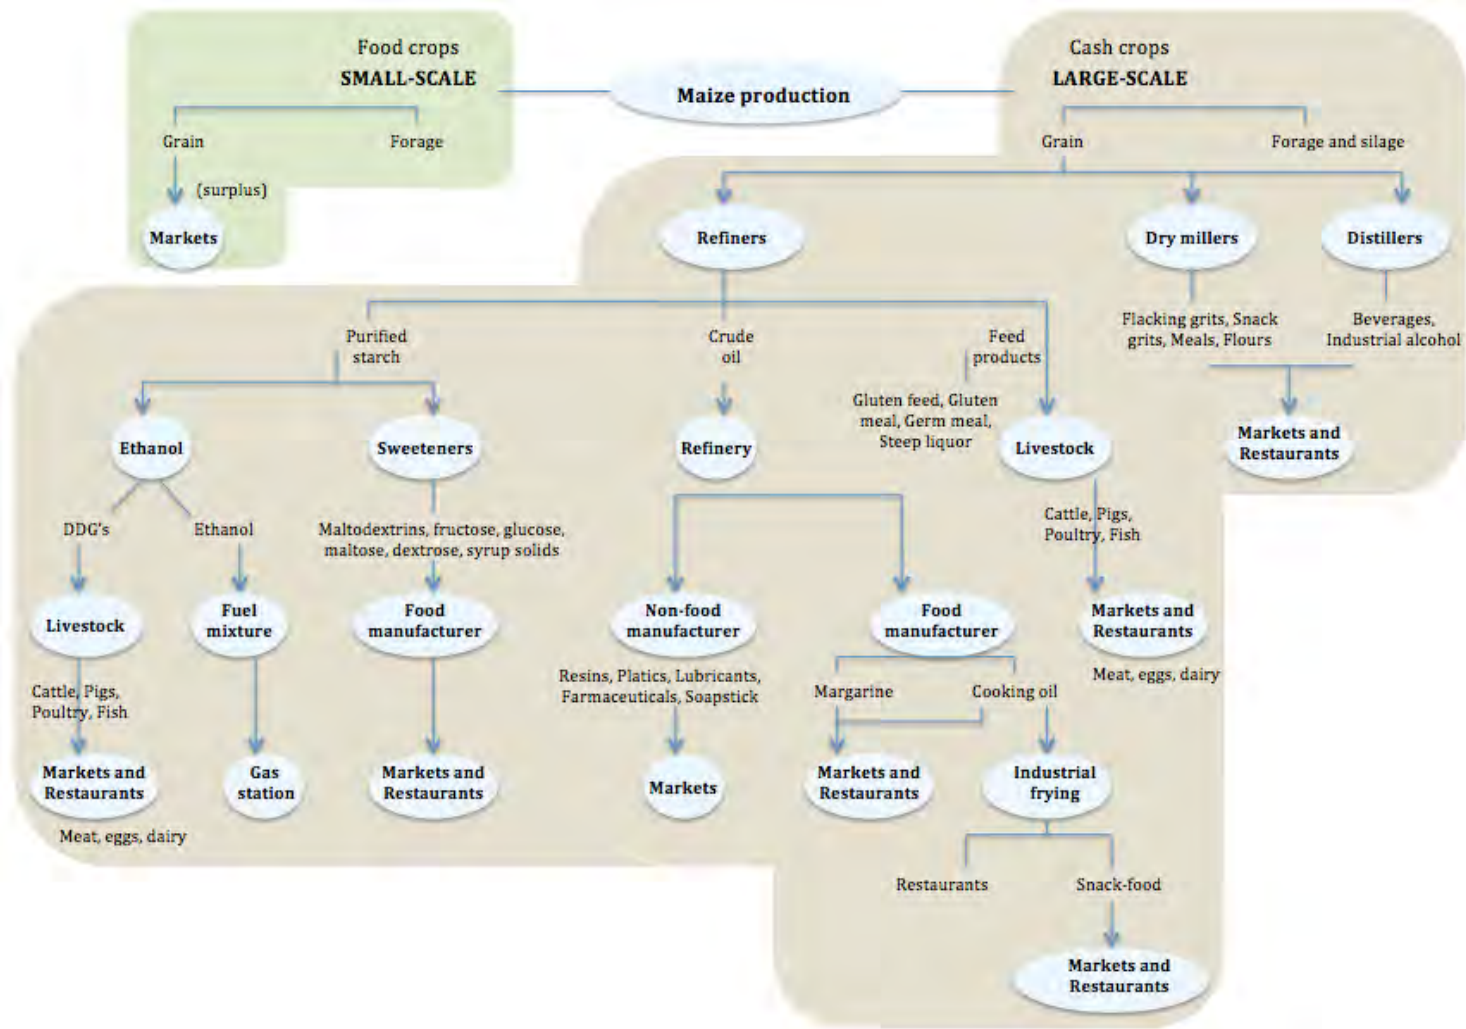 Food crops
SMALL-SCALE
Maize production
Cash crops
LARGE-SCALE
Grain
Forage
Grain
Forage and silage
(surplus)
Markets
Refiners
Dry millers
Distillers
Purified
starch
Crude
oil
Feed
products
Flacking grits, Snack
grits, Meals, Flours
Beverages,
Industrial alcohol
Gluten feed, Gluten
meal, Germ meal,
Steep liquor
Ethanol
Sweeteners
Refinery
Livestock
Markets and
Restaurants
DDG's
Ethanol
Maltodextrins, fructose, glucose,
maltose, dextrose, syrup solids
Cattle, Pigs,
Poultry, Fish
Livestock
Fuel
mixture
Food
manufacturer
Non-food
manufacturer
Food
manufacturer
Markets and
Restaurants
Cattle, Pigs,
Poultry, Fish
Resins, Platics, Lubricants,
Farmaceuticals, Soapstick
Margarine
Cooking oil
Meat, eggs, dairy
Markets and
Restaurants
Gas
station
Markets and
Restaurants
Markets
Markets and
Restaurants
Industrial
frying
Meat, eggs, dairy
Restaurants
Snack-food
Markets and
Restaurants